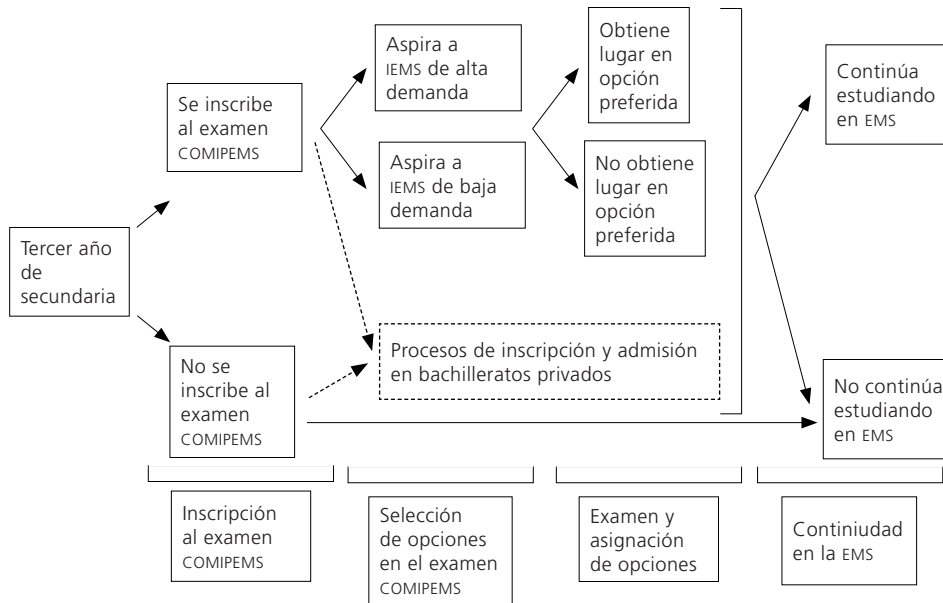 Tercer año
de
secundaria
Se inscribe
al examen
COMIPEMS
No se
inscribe al
examen
COMIPEMS
Aspira a
IEMS de alta
demanda
Aspira a
IEMS de baja
demanda
Obtiene
lugar en
opción
preferida
No obtiene
lugar en
opción
preferida
Procesos de inscripción y admisión
en bachilleratos privados
Continúa
estudiando
en EMS
No continúa
estudiando
en EMS
Inscripción
al examen
COMIPEMS
Selección
de opciones
en el examen
COMIPEMS
Examen y
asignación
de opciones
Continiudad
en la EMS